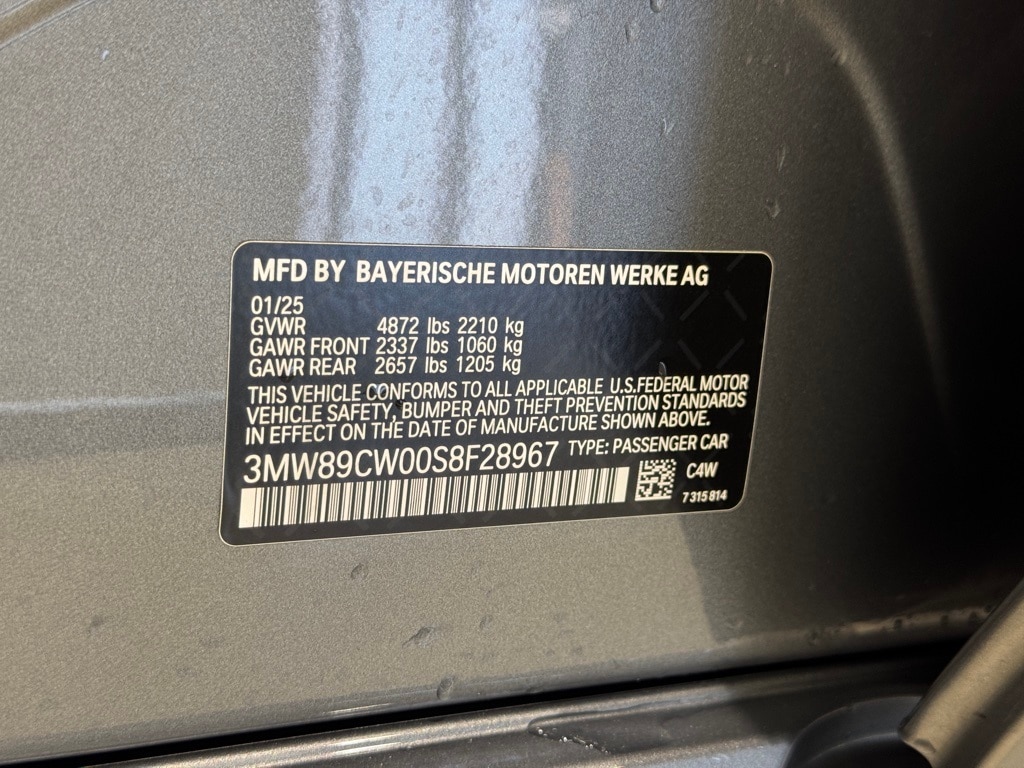 MFD BY BAYERISCHE MOTOREN WERKE AG
01/25
GVWR 4872 lbs 2210 kg
GAWR FRONT 2337 lbs 1060 kg
GAWR REAR 2657 lbs 1205 kg
THIS VEHICLE CONFORMS TO ALL APPLICABLE U.S.FEDERAL MOTOR
VEHICLE SAFETY, BUMPER AND THEFT PREVENTION STANDARDS
IN EFFECT ON THE DATE OF MANUFACTURE SHOWN ABOVE.
3MW89CW00S8F28967 TYPE: PASSENGER CAR
C4W
7 315 814